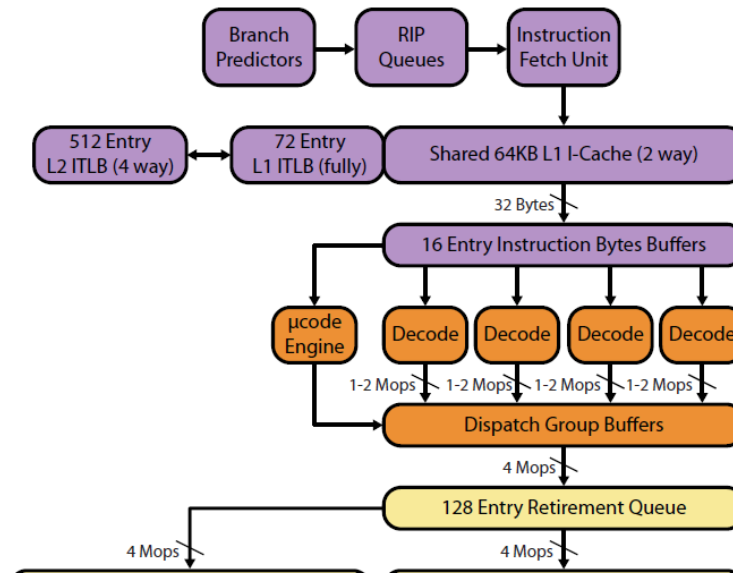 Branch
Predictors
RIP
Queues
Instruction
Fetch Unit
512 Entry
L2 ITLB (4 way)
72 Entry
L1 ITLB (fully)
Shared 64KB L1 I-Cache (2 way)
32 Bytes
16 Entry Instruction Bytes Buffers
µcode
Engine
Decode
Decode
Decode
Decode
1-2 Mops
1-2 Mops
1-2 Mops
1-2 Mops
Dispatch Group Buffers
4 Mops
128 Entry Retirement Queue
4 Mops
4 Mops